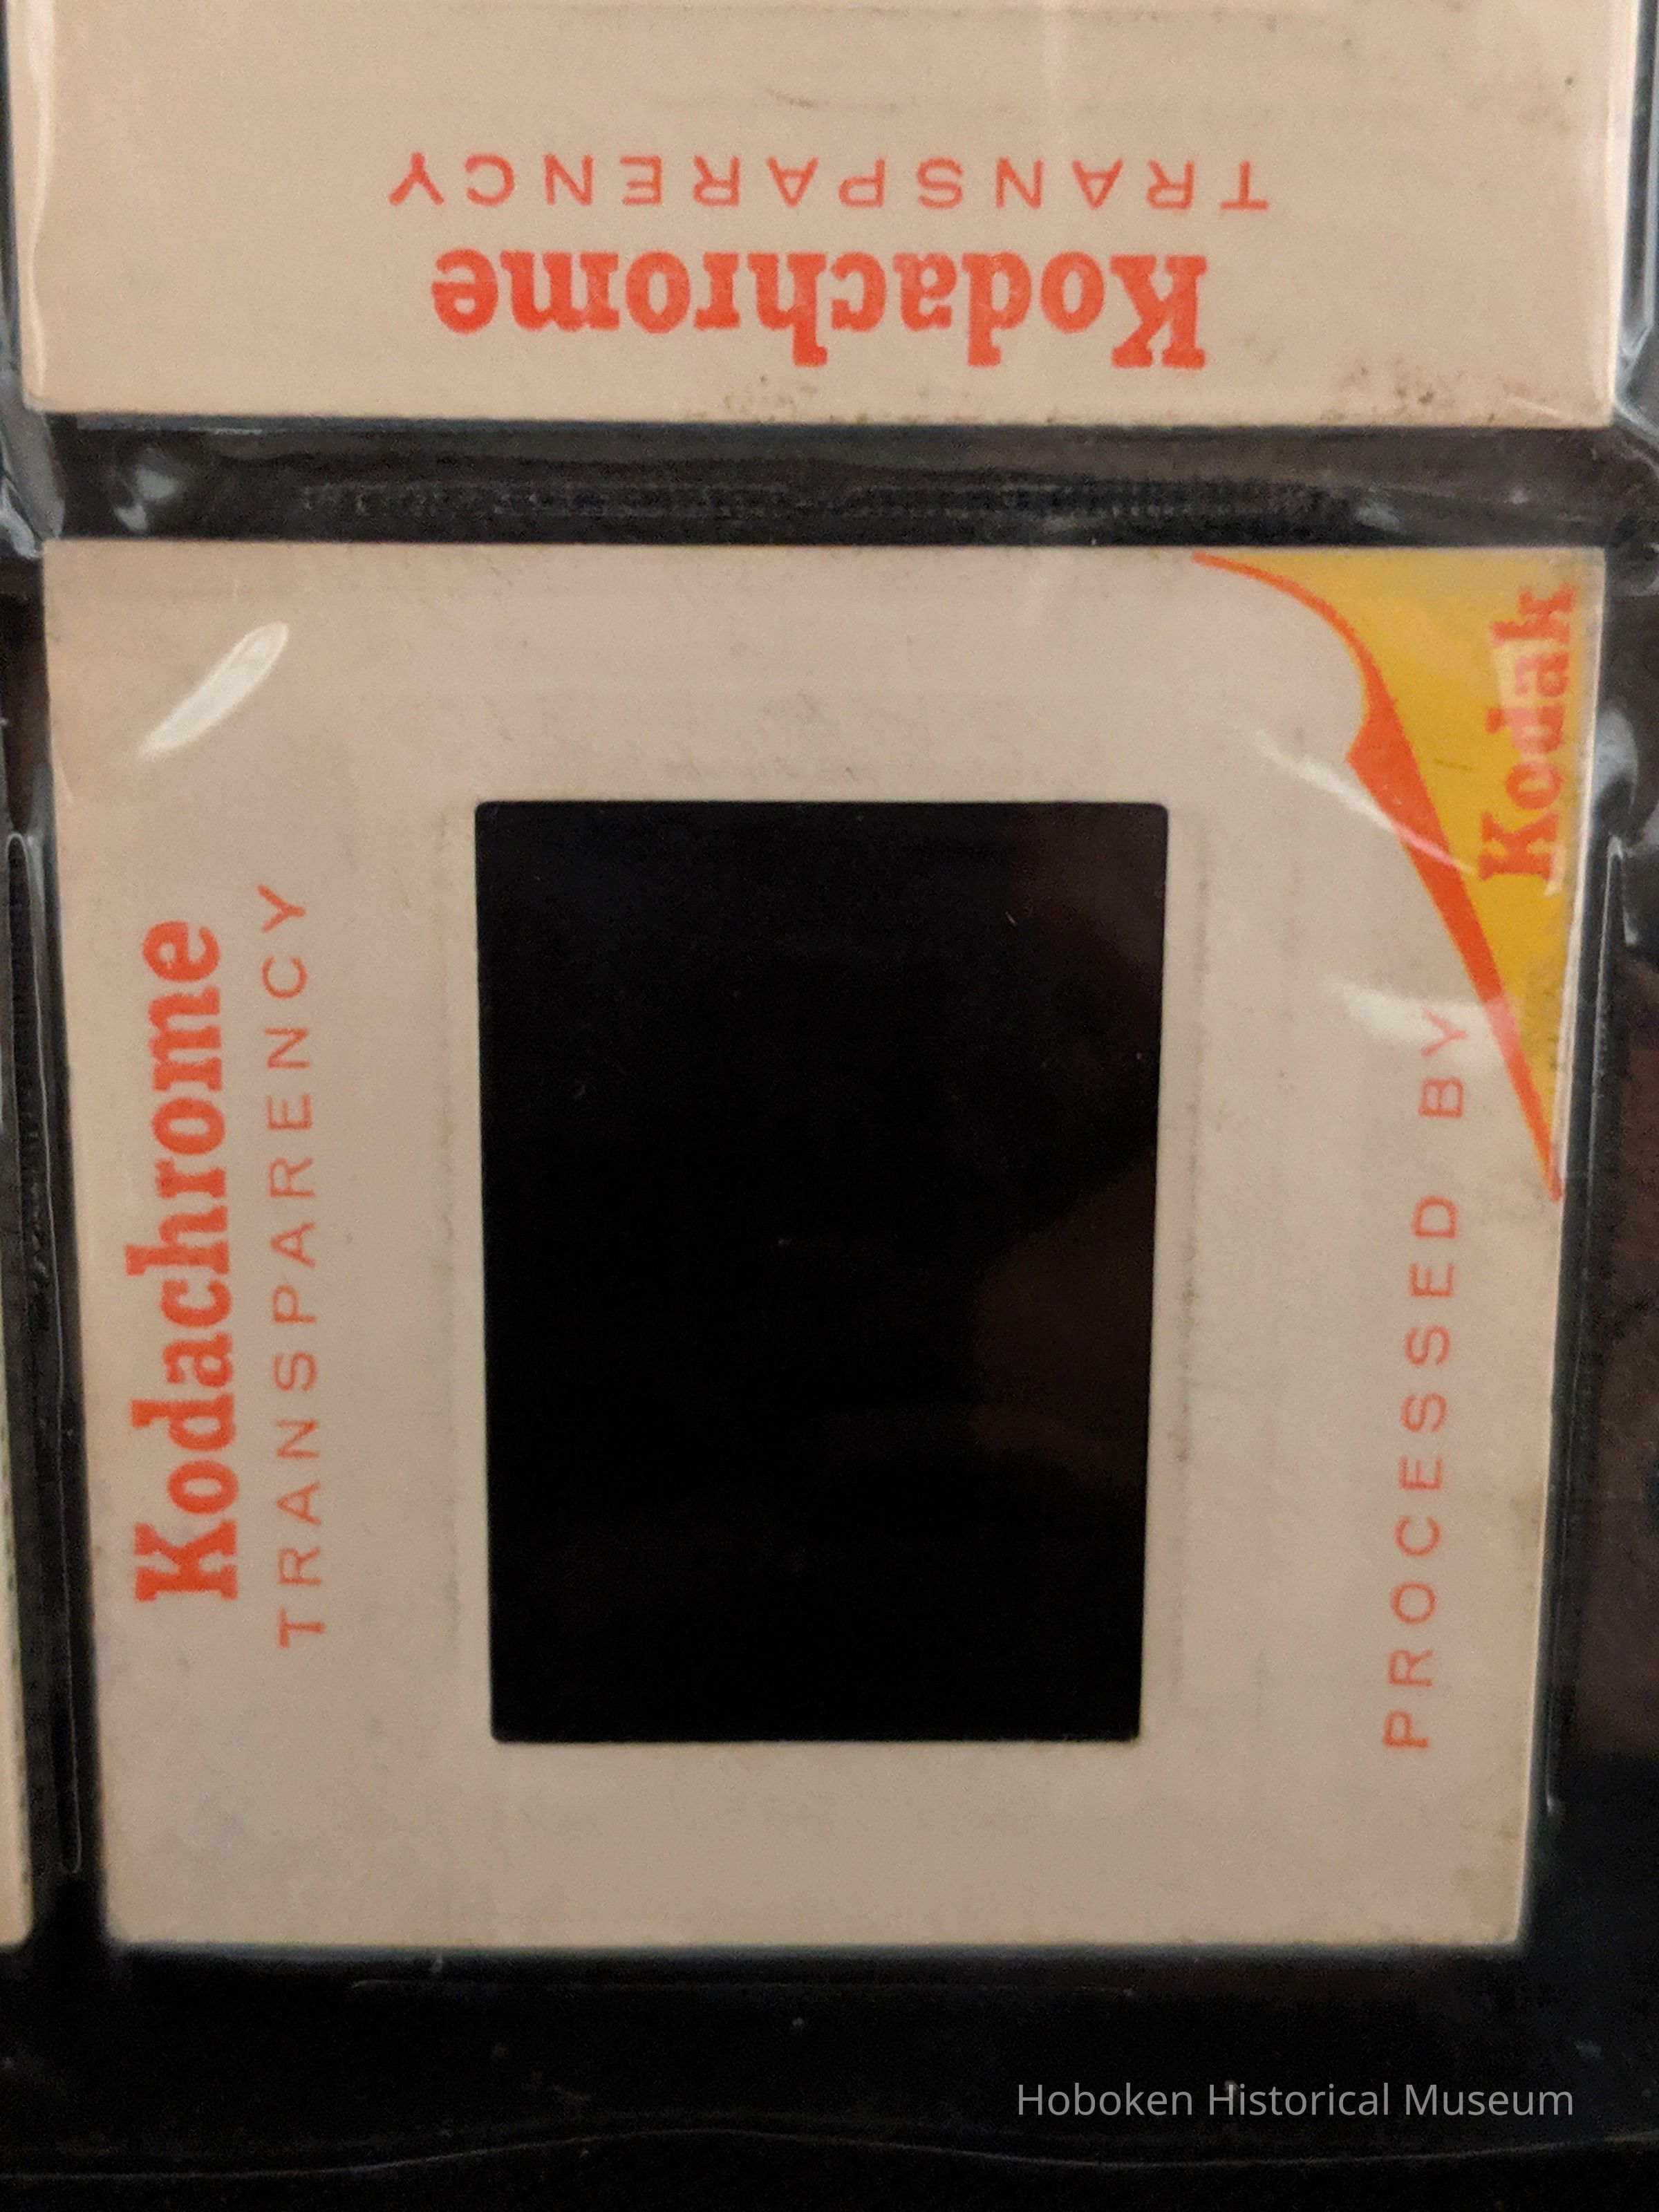 Kodachrome
TRANSPARENCY
Kodachrome
TRANSPARENCY
PROCESSED BY
Kodak
Hoboken Historical Museum